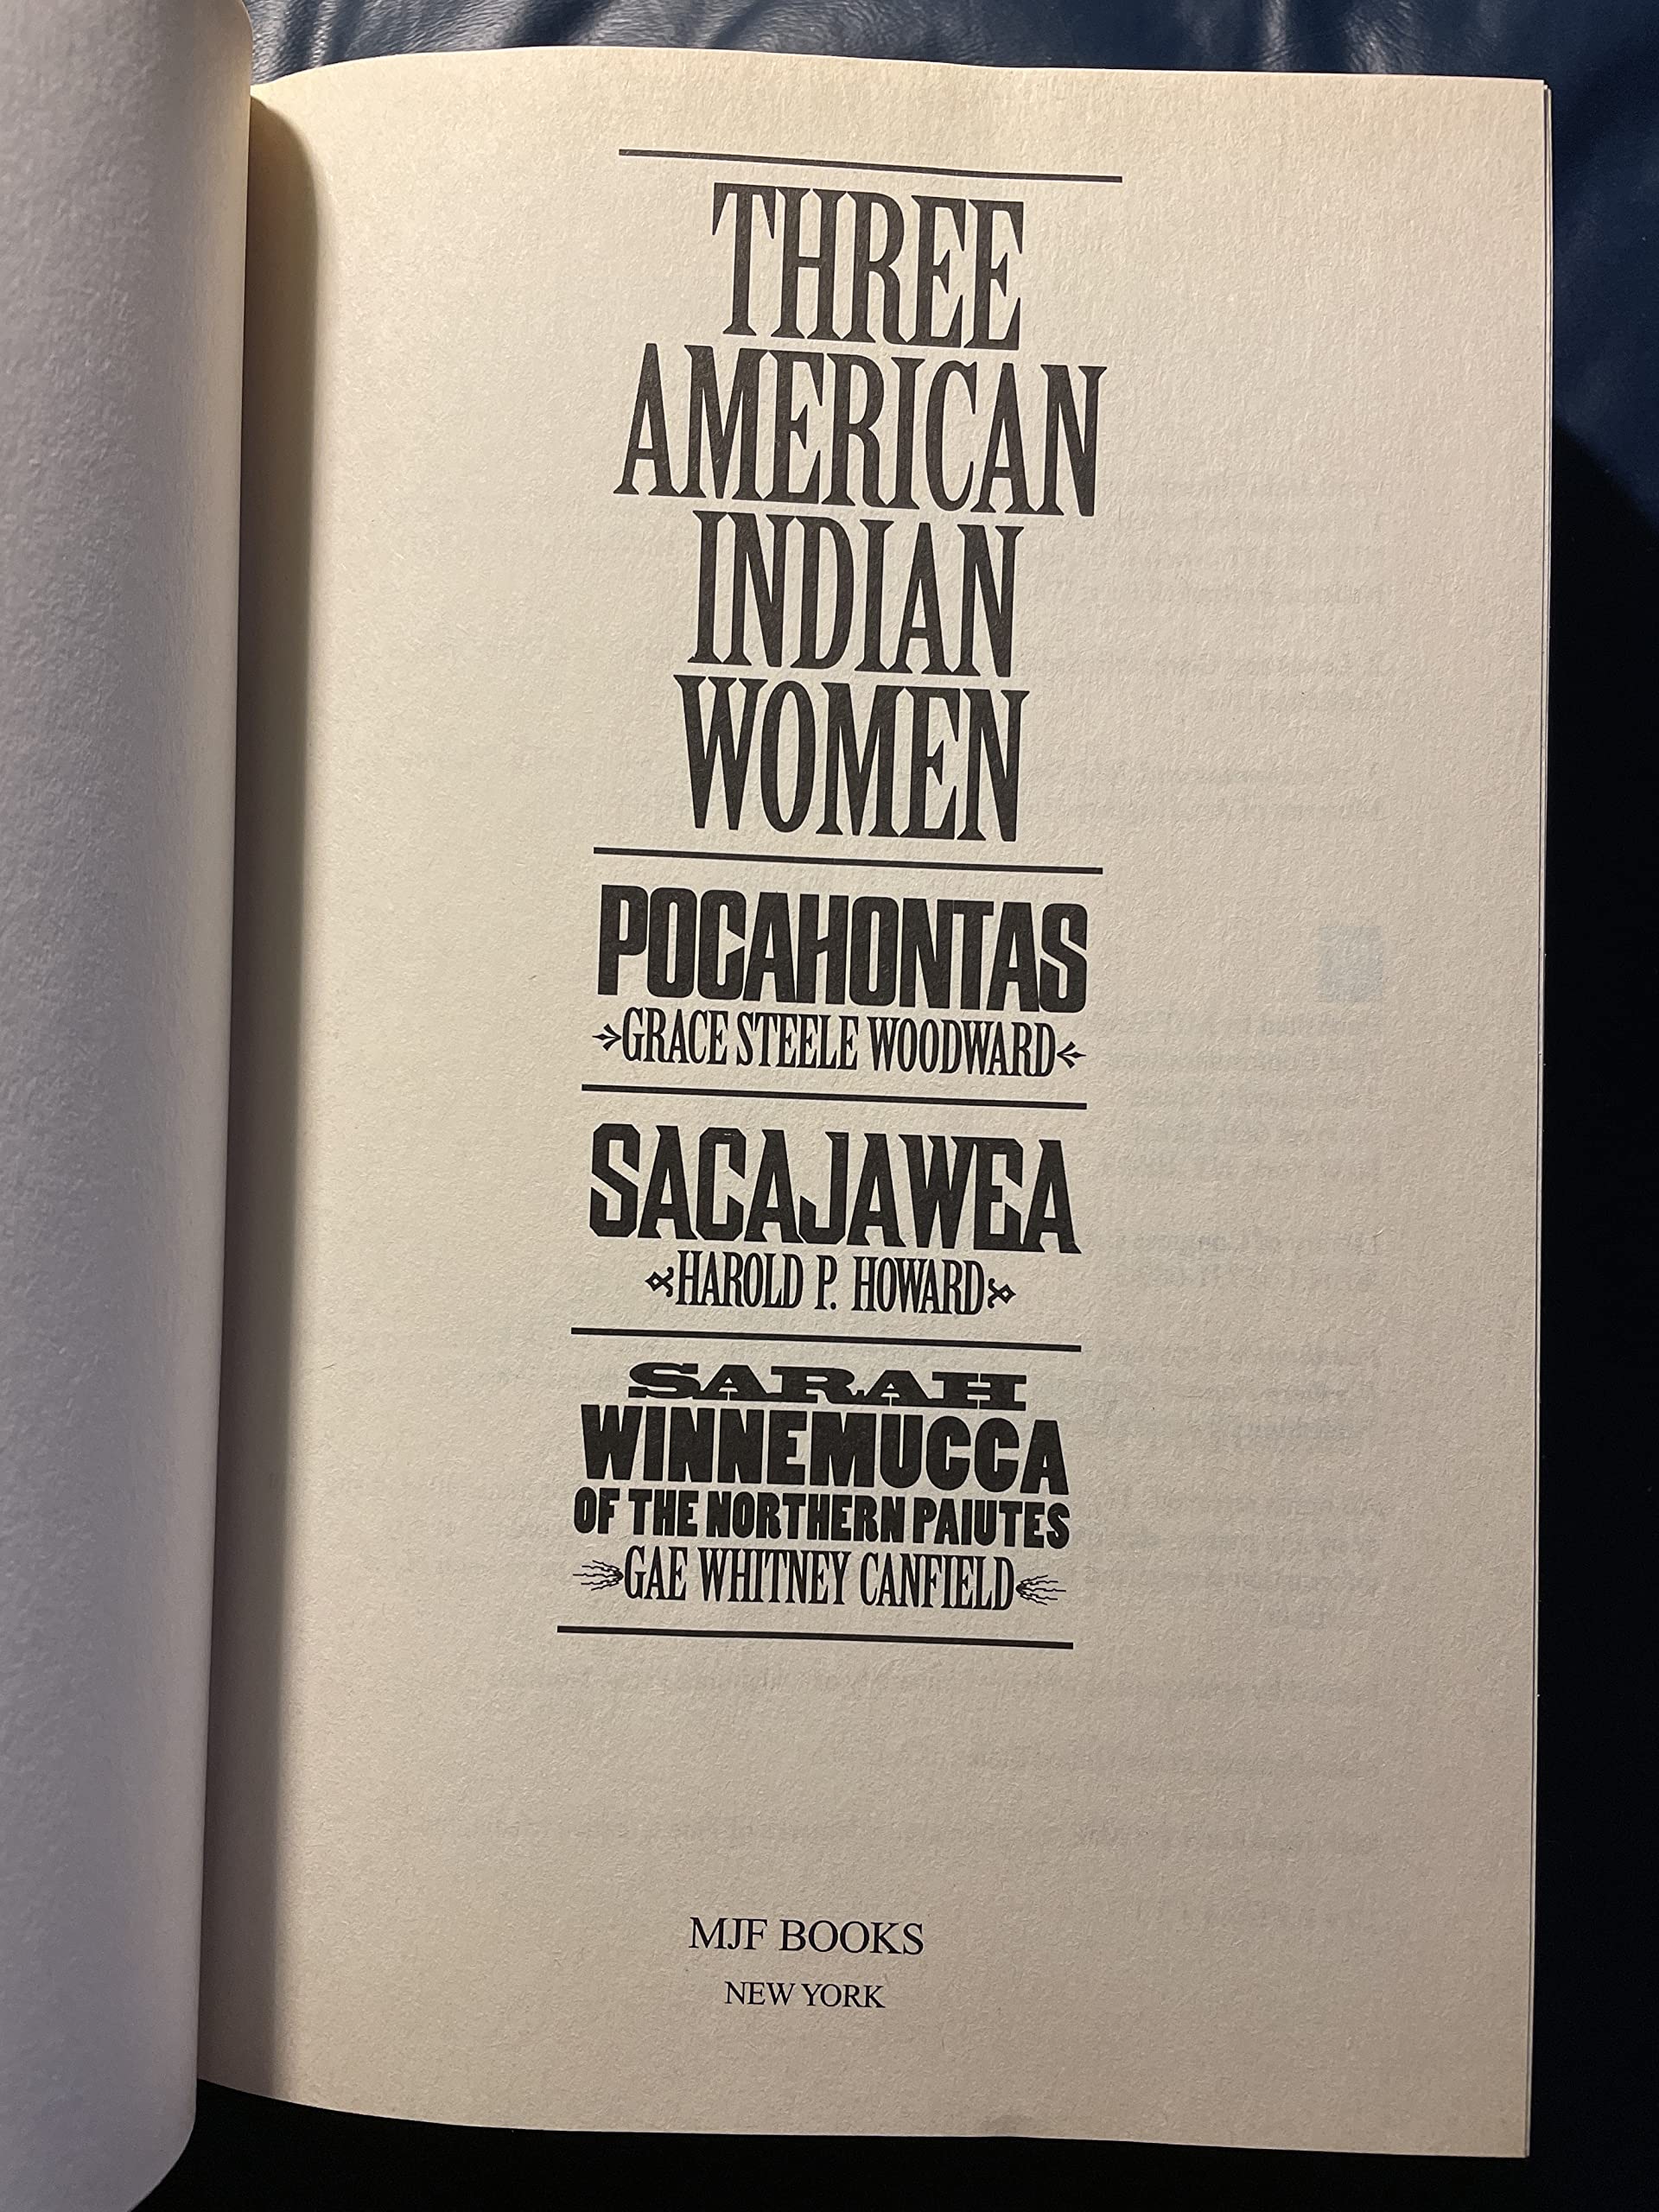 THREE
AMERICAN
INDIAN
WOMEN
POCAHONTAS
GRACE STEELE WOODWARD
SACAJAWEA
HAROLD P. HOWARD
SARAH
WINNEMUCCA
OF THE NORTHERN PAIUTES
GAE WHITNEY CANFIELD
MJF BOOKS
NEW YORK